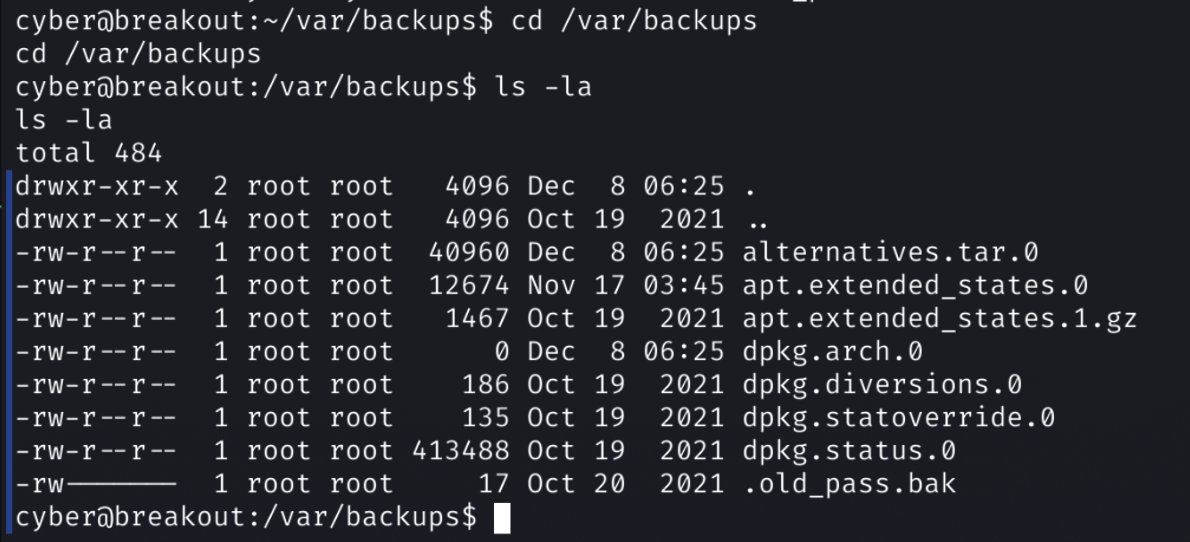 cyber@breakout:~/var/backups$ cd /var/backups
cd /var/backups
cyber@breakout:/var/backups$ ls -la
ls -la
total 484
drwxr-xr-x  2 root root   4096 Dec  8 06:25 .
drwxr-xr-x 14 root root   4096 Oct 19  2021 ..
-rw-r--r--  1 root root  40960 Dec  8 06:25 alternatives.tar.0
-rw-r--r--  1 root root  12674 Nov 17 03:45 apt.extended_states.0
-rw-r--r--  1 root root   1467 Oct 19  2021 apt.extended_states.1.gz
-rw-r--r--  1 root root      0 Dec  8 06:25 dpkg.arch.0
-rw-r--r--  1 root root    186 Oct 19  2021 dpkg.diversions.0
-rw-r--r--  1 root root    135 Oct 19  2021 dpkg.statoverride.0
-rw-r--r--  1 root root 413488 Oct 19  2021 dpkg.status.0
-rw-------  1 root root     17 Oct 20  2021 .old_pass.bak
cyber@breakout:/var/backups$